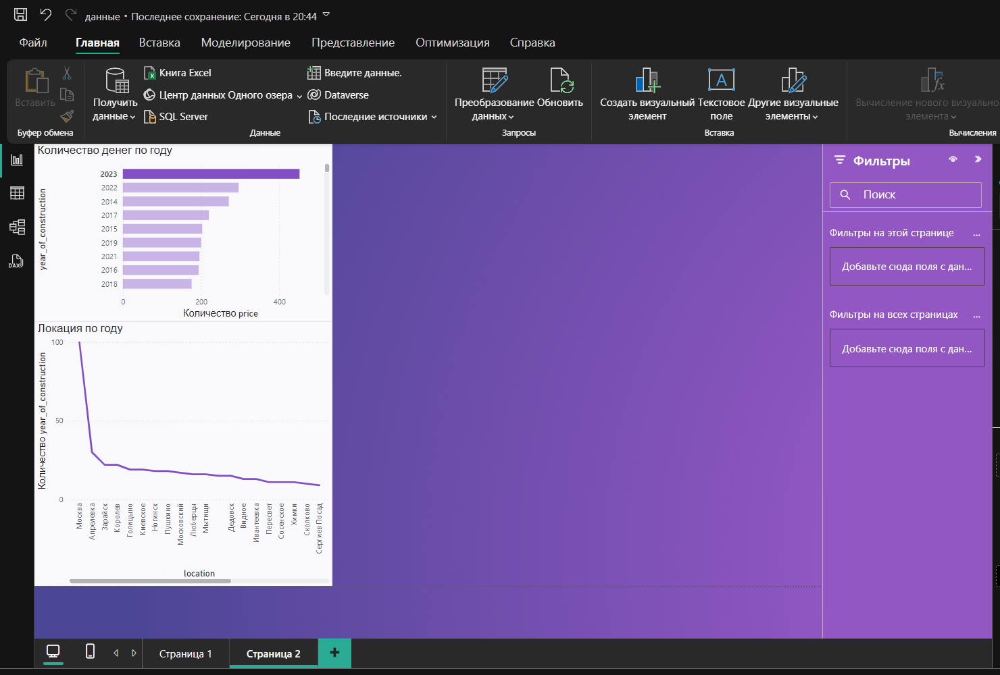 данные • Последнее сохранение: Сегодня в 20:44
Файл
Главная
Вставка
Моделирование
Представление
Оптимизация
Справка
Вставить
Буфер обмена
Получить
данные
Книга Excel
Центр данных Одного озера
SQL Server
Введите данные.
Dataverse
Последние источники
Данные
Преобразование
данных
Обновить
Запросы
Создать визуальный
элемент
Текстовое
поле
A
Другие визуальные
элементы
Вставка
fx
Вычисление нового визуально
элемента
Вычисления
DAX
Количество денег по году
year_of_construction
2023
2022
2014
2017
2015
2019
2021
2016
2018
0
200
400
Количество price
Локация по году
Количество year_of_construction
100
50
0
Москва
Апрелевка
Зарайск
Королев
Голицыно
Киевское
Ногинск
Пушкино
Московский
Люберцы
Мытищи
Дедовск
Видное
Ивантеевка
Пересвет
Сосенское
Химки
Сколково
Сергиев Посад
location
Фильтры
Поиск
Фильтры на этой странице ...
Добавьте сюда поля с дан...
Фильтры на всех страницах ...
Добавьте сюда поля с дан...
Страница 1
Страница 2